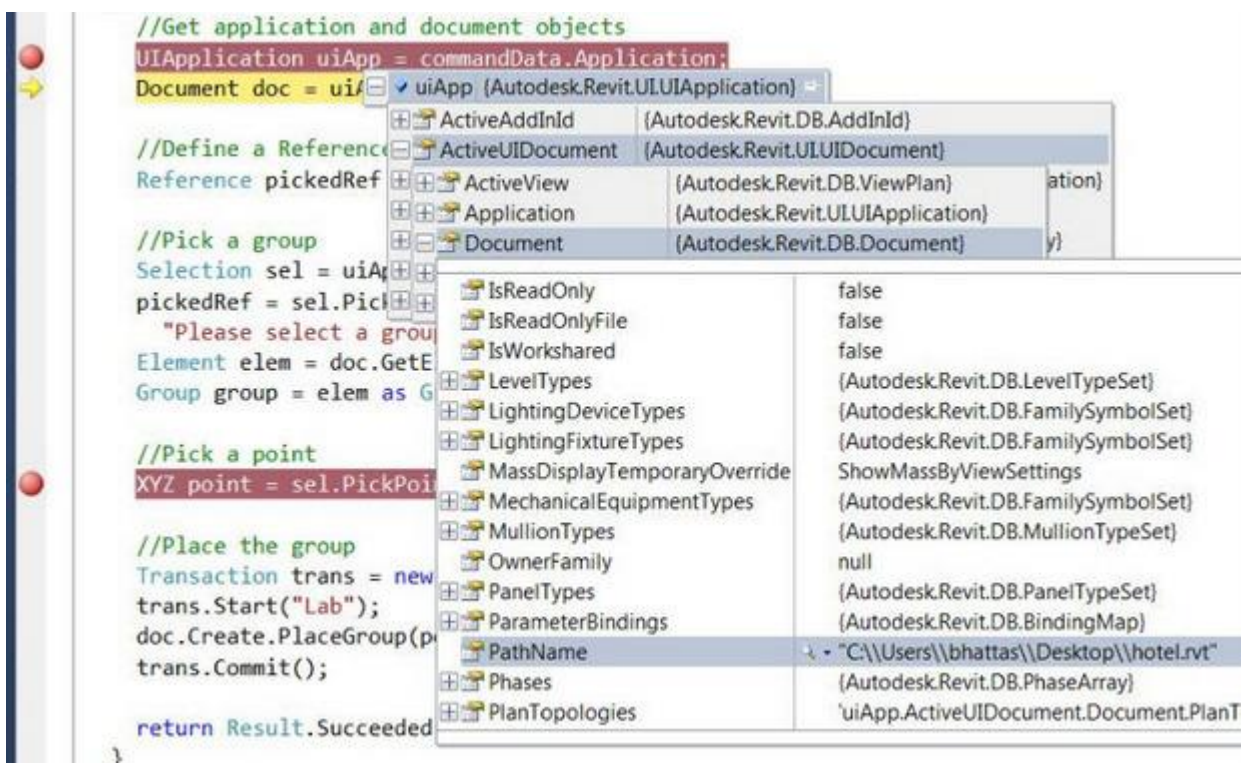 //Get application and document objects
UIApplication uiApp = commandData.Application;
Document doc = uiA
uiApp {Autodesk.Revit.UI.UIApplication}
ActiveAddInId {Autodesk.Revit.DB.AddInId}
//Define a Reference
ActiveUIDocument {Autodesk.Revit.UI.UIDocument}
Reference pickedRef
ActiveView {Autodesk.Revit.DB.ViewPlan}
ation}
Application {Autodesk.Revit.UI.UIApplication}
//Pick a group
Document {Autodesk.Revit.DB.Document}
y}
Selection sel = uiAp
IsReadOnly false
pickedRef = sel.Pick
IsReadOnlyFile false
"Please select a group
IsWorkshared false
Element elem = doc.GetE
LevelTypes {Autodesk.Revit.DB.LevelTypeSet}
Group group = elem as G
LightingDeviceTypes {Autodesk.Revit.DB.FamilySymbolSet}
LightingFixtureTypes {Autodesk.Revit.DB.FamilySymbolSet}
//Pick a point
MassDisplayTemporaryOverride ShowMassByViewSettings
XYZ point = sel.PickPoin
MechanicalEquipmentTypes {Autodesk.Revit.DB.FamilySymbolSet}
MullionTypes {Autodesk.Revit.DB.MullionTypeSet}
//Place the group
OwnerFamily null
Transaction trans = new
PanelTypes {Autodesk.Revit.DB.PanelTypeSet}
trans.Start("Lab");
ParameterBindings {Autodesk.Revit.DB.BindingMap}
doc.Create.PlaceGroup(po
PathName "C:\\Users\\bhattas\\Desktop\\hotel.rvt"
trans.Commit();
Phases {Autodesk.Revit.DB.PhaseArray}
PlanTopologies 'uiApp.ActiveUIDocument.Document.PlanT
return Result.Succeeded
}